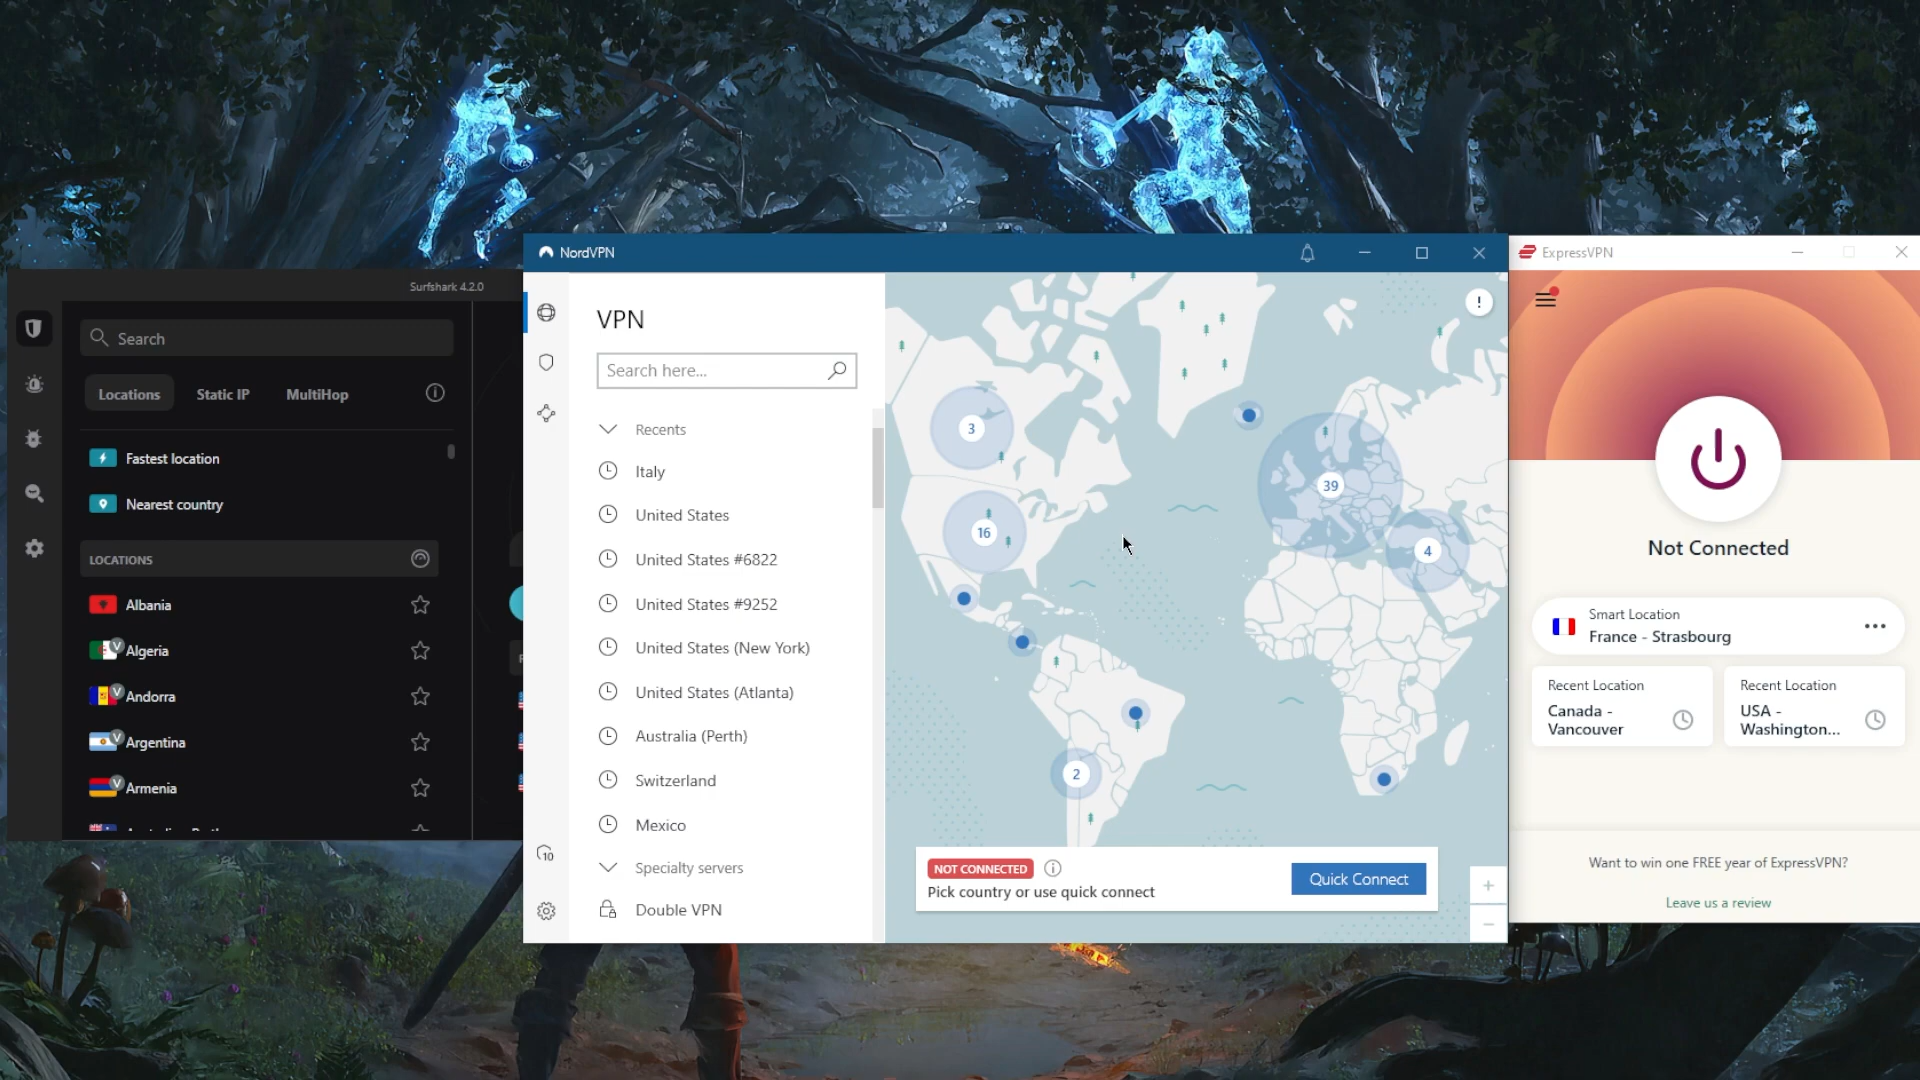 Surfshark 4.2.0
Search
Locations
Static IP
MultiHop
Fastest location
Nearest country
LOCATIONS
Albania
V
Algeria
V
Andorra
V
Argentina
V
Armenia
NordVPN
VPN
Search here...
Recents
Italy
United States
United States #6822
United States #9252
United States (New York)
United States (Atlanta)
Australia (Perth)
Switzerland
Mexico
Specialty servers
Double VPN
10
!
3
39
16
4
2
NOT CONNECTED
Pick country or use quick connect
Quick Connect
ExpressVPN
Not Connected
Smart Location
France - Strasbourg
Recent Location
Canada -
Vancouver
Recent Location
USA -
Washington...
Want to win one FREE year of ExpressVPN?
Leave us a review